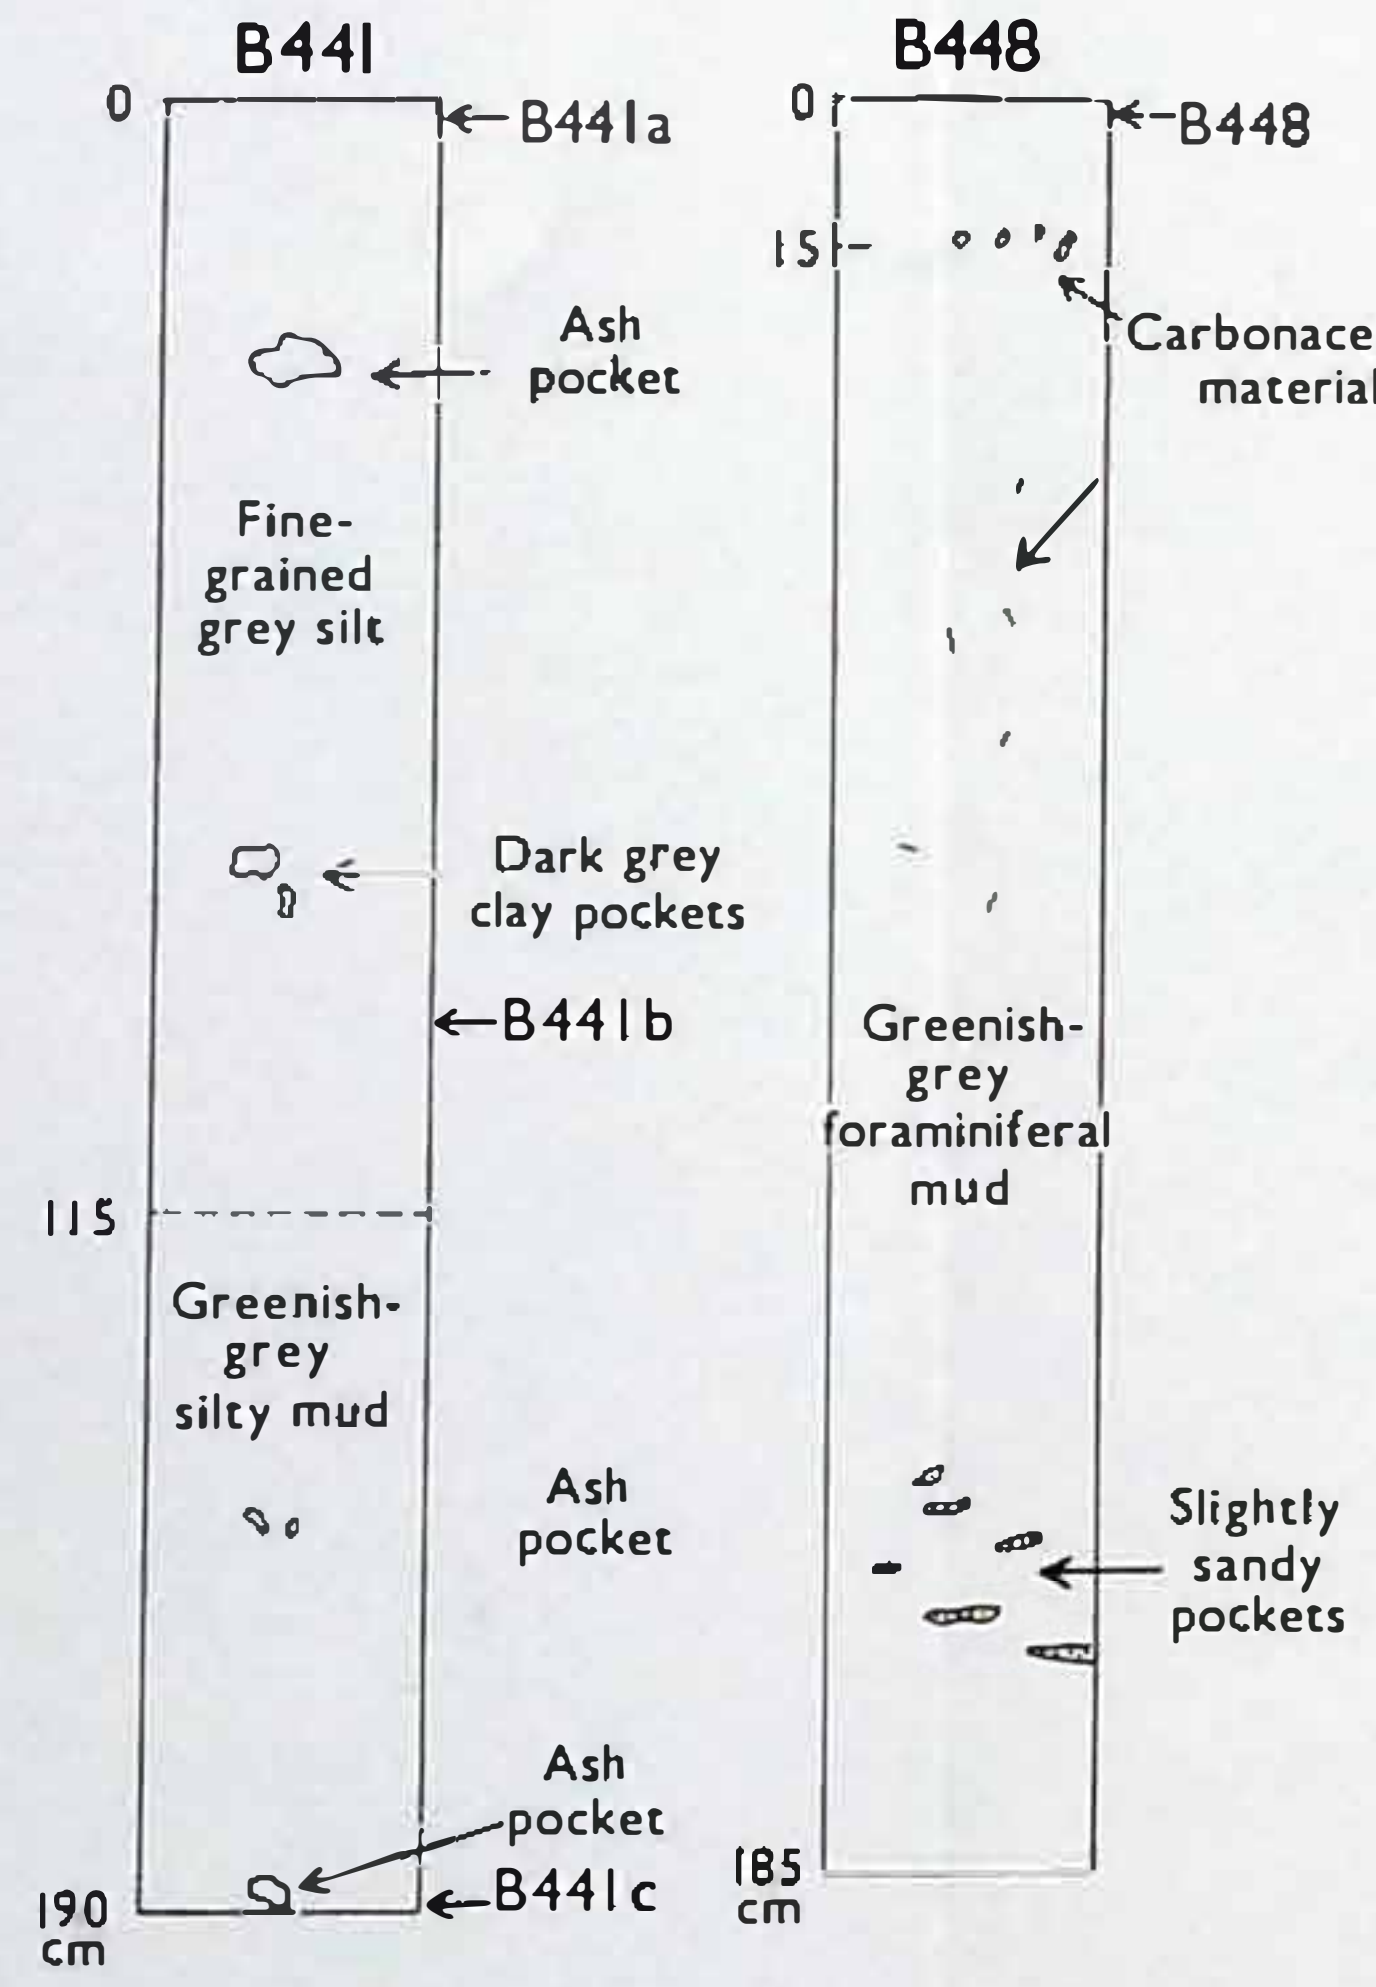 B441
0
B441a
Ash
pocket
Fine-
grained
grey silt
Dark grey
clay pockets
B441b
115
Greenish-
grey
silty mud
Ash
pocket
Ash
pocket
B441c
190
cm
B448
0
B448
15
Carbonace
material
Greenish-
grey
foraminiferal
mud
Slightly
sandy
pockets
185
cm